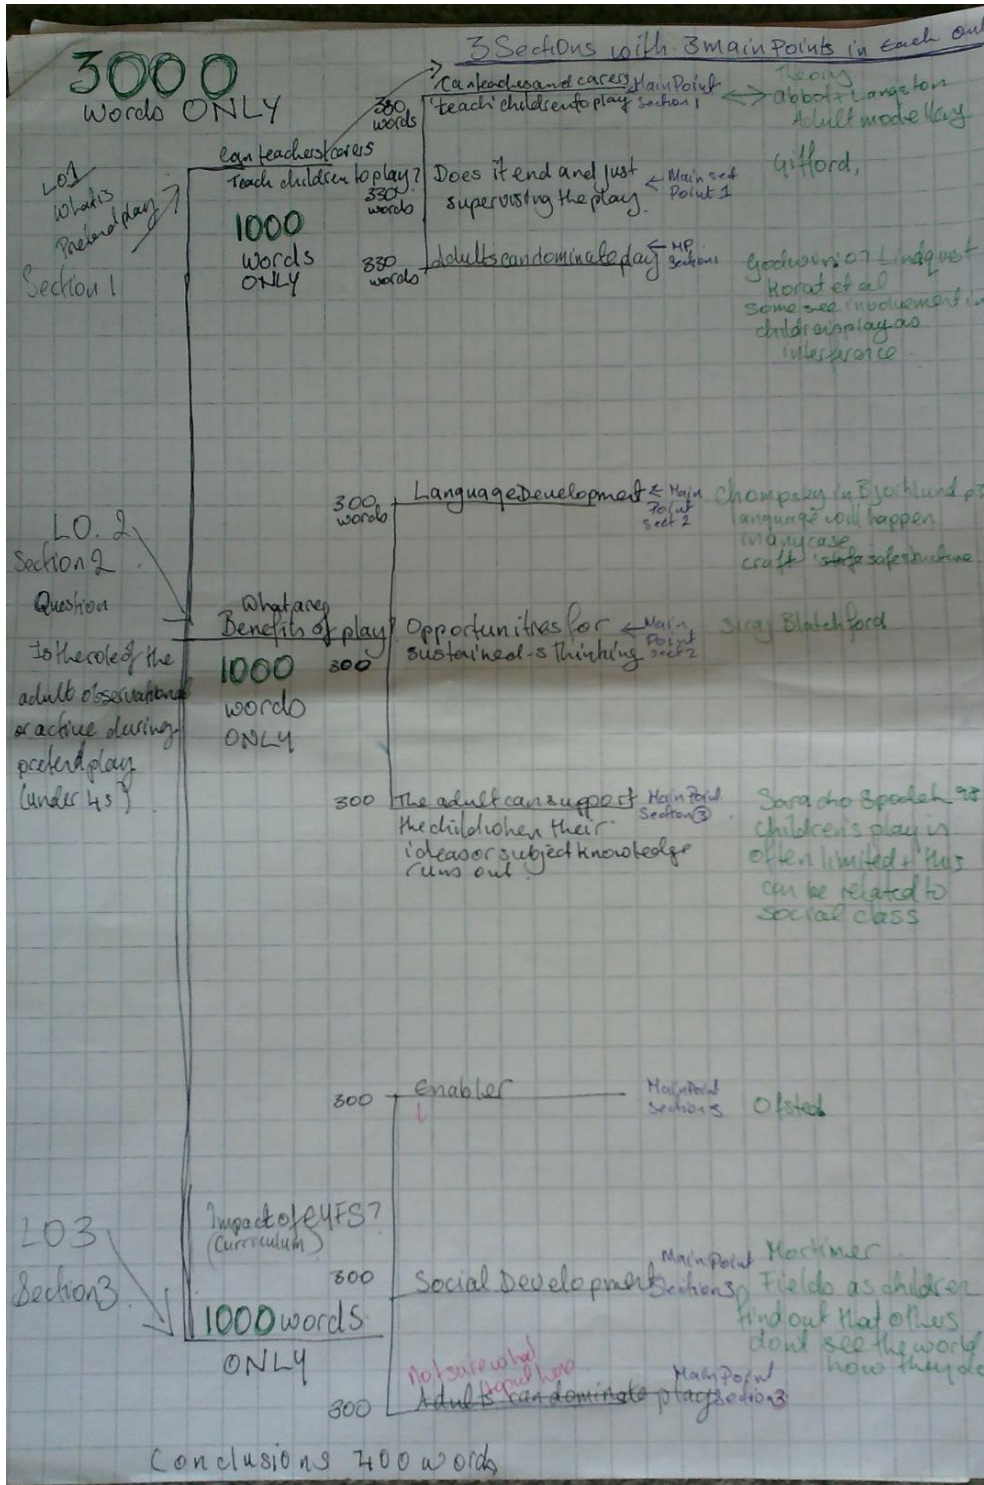 3 Sections with 3 main Points in each one
3000
words ONLY
Can teachers and carers
teach children to play
380
words
Main Point
Section 1
Theory
Abbott + Langston
Adult modelling
LO1
What is
Pretend play
Section 1
Can teachers/carers
Teach children to play?
1000
words
ONLY
330
words
Does it end and just
supervising the play.
Main sect
Point 1
Gifford,
330
words
Adults can dominate play
MP
Section 1
Godwin 07 Lindquist
Korat et al
some see involvement in
childrens play as
interference
LO. 2
Section 2
Question
Is the role of the
adult observational
or active during
pretend play
(under 4s?)
What are
Benefits of play
1000
words
ONLY
300
words
Language Development
Main
Point
sect 2
Chompsky in Bjorklund p3
language will happen
in any case
craft safe structure
300
Opportunities for
sustained-s thinking
Main
Point
sect 2
Siraj Blatchford
300
The adult can support
the child when their
ideas or subject knowledge
runs out
Main Point
Section 3
Saracho Spodek 98
Children's play is
often limited + this
can be related to
social class
LO3
Section 3
Impact of EYFS?
(Curriculum)
1000 words
ONLY
300
Enabler
Main Point
Section 3
Ofsted
300
Social Development
Main Point
Section 3
Mortimer
Fields as children
find out that others
dont see the world
how they do
300
Not sure what
to put here
Adults can dominate play
Main Point
Section 3
Conclusions 400 words